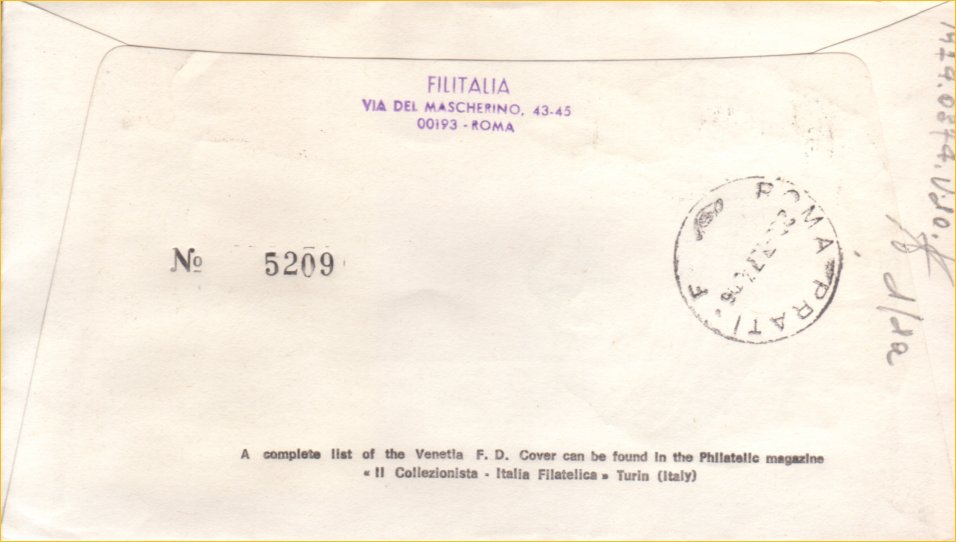 FILITALIA
VIA DEL MASCHERINO, 43-45
00193 - ROMA
№ 5209
ROMA PRATI F
A complete list of the Venetia F. D. Cover can be found in the Philatelic magazine
« Il Collezionista - Italia Filatelica » Turin (Italy)